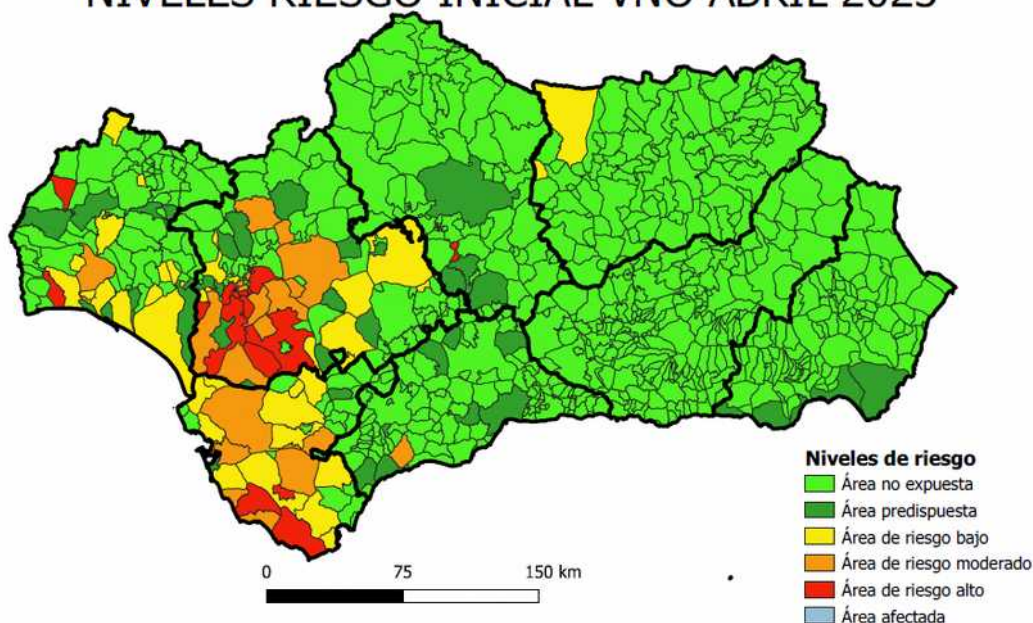 NIVELES RIESGO INICIAL VNO ABRIL 2025
Niveles de riesgo
Área no expuesta
Área predispuesta
Área de riesgo bajo
Área de riesgo moderado
Área de riesgo alto
Área afectada
0 75 150 km